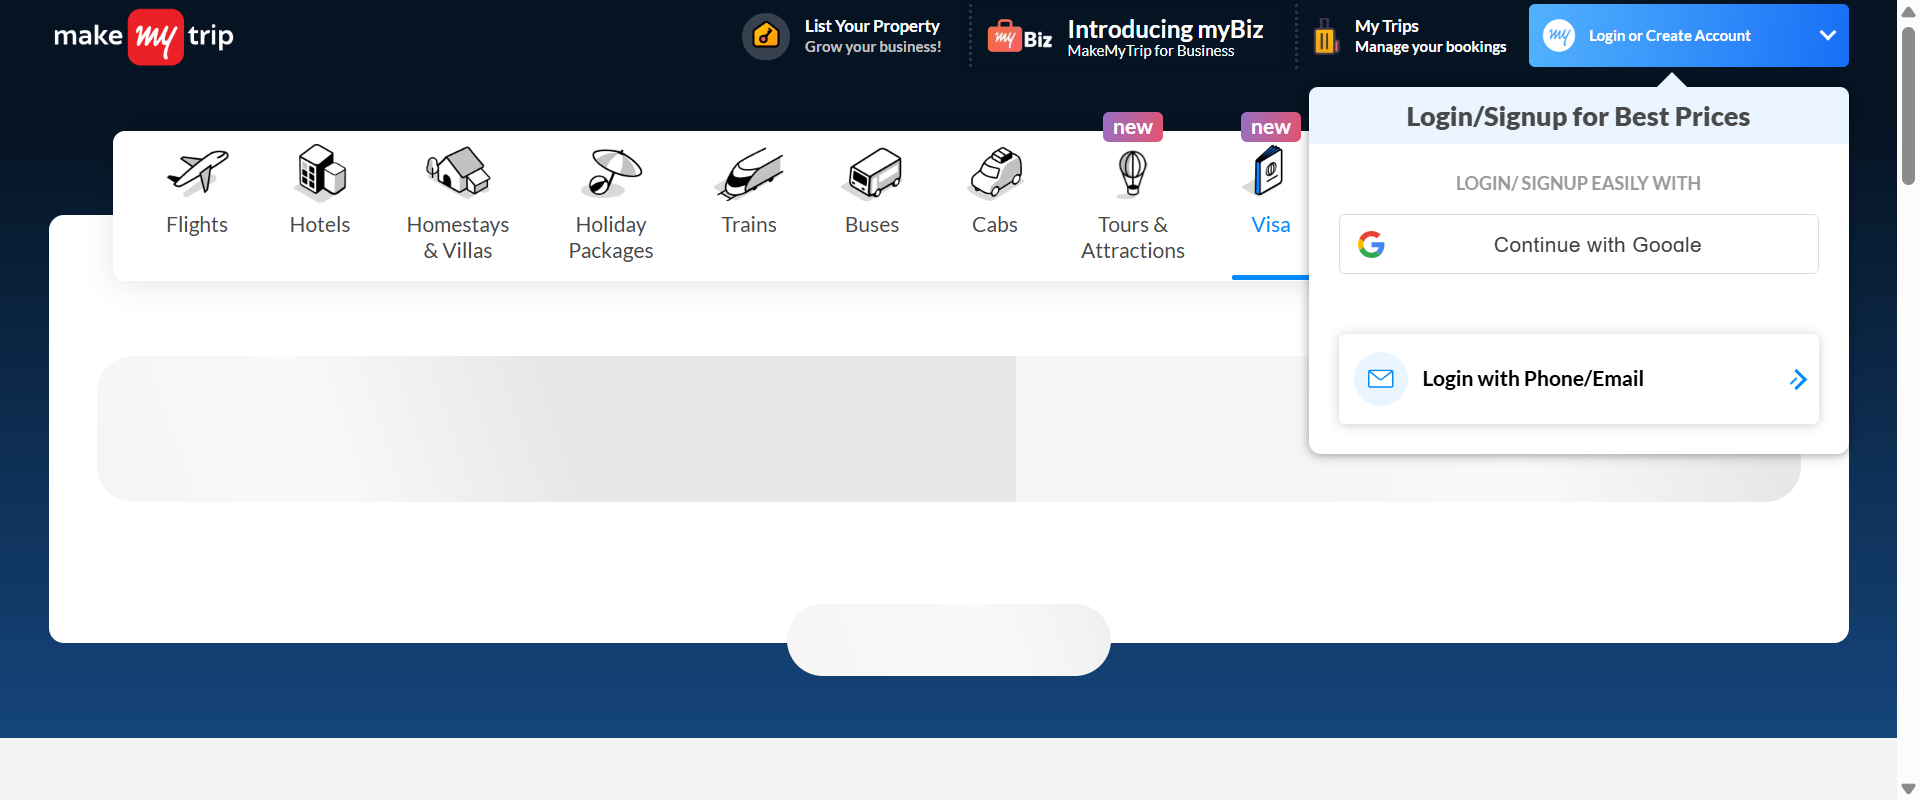 make my trip
List Your Property
Grow your business!
my Biz
Introducing myBiz
MakeMyTrip for Business
My Trips
Manage your bookings
my
Login or Create Account
Login/Signup for Best Prices
LOGIN/ SIGNUP EASILY WITH
Continue with Google
Login with Phone/Email
new
new
Flights
Hotels
Homestays
& Villas
Holiday
Packages
Trains
Buses
Cabs
Tours &
Attractions
Visa